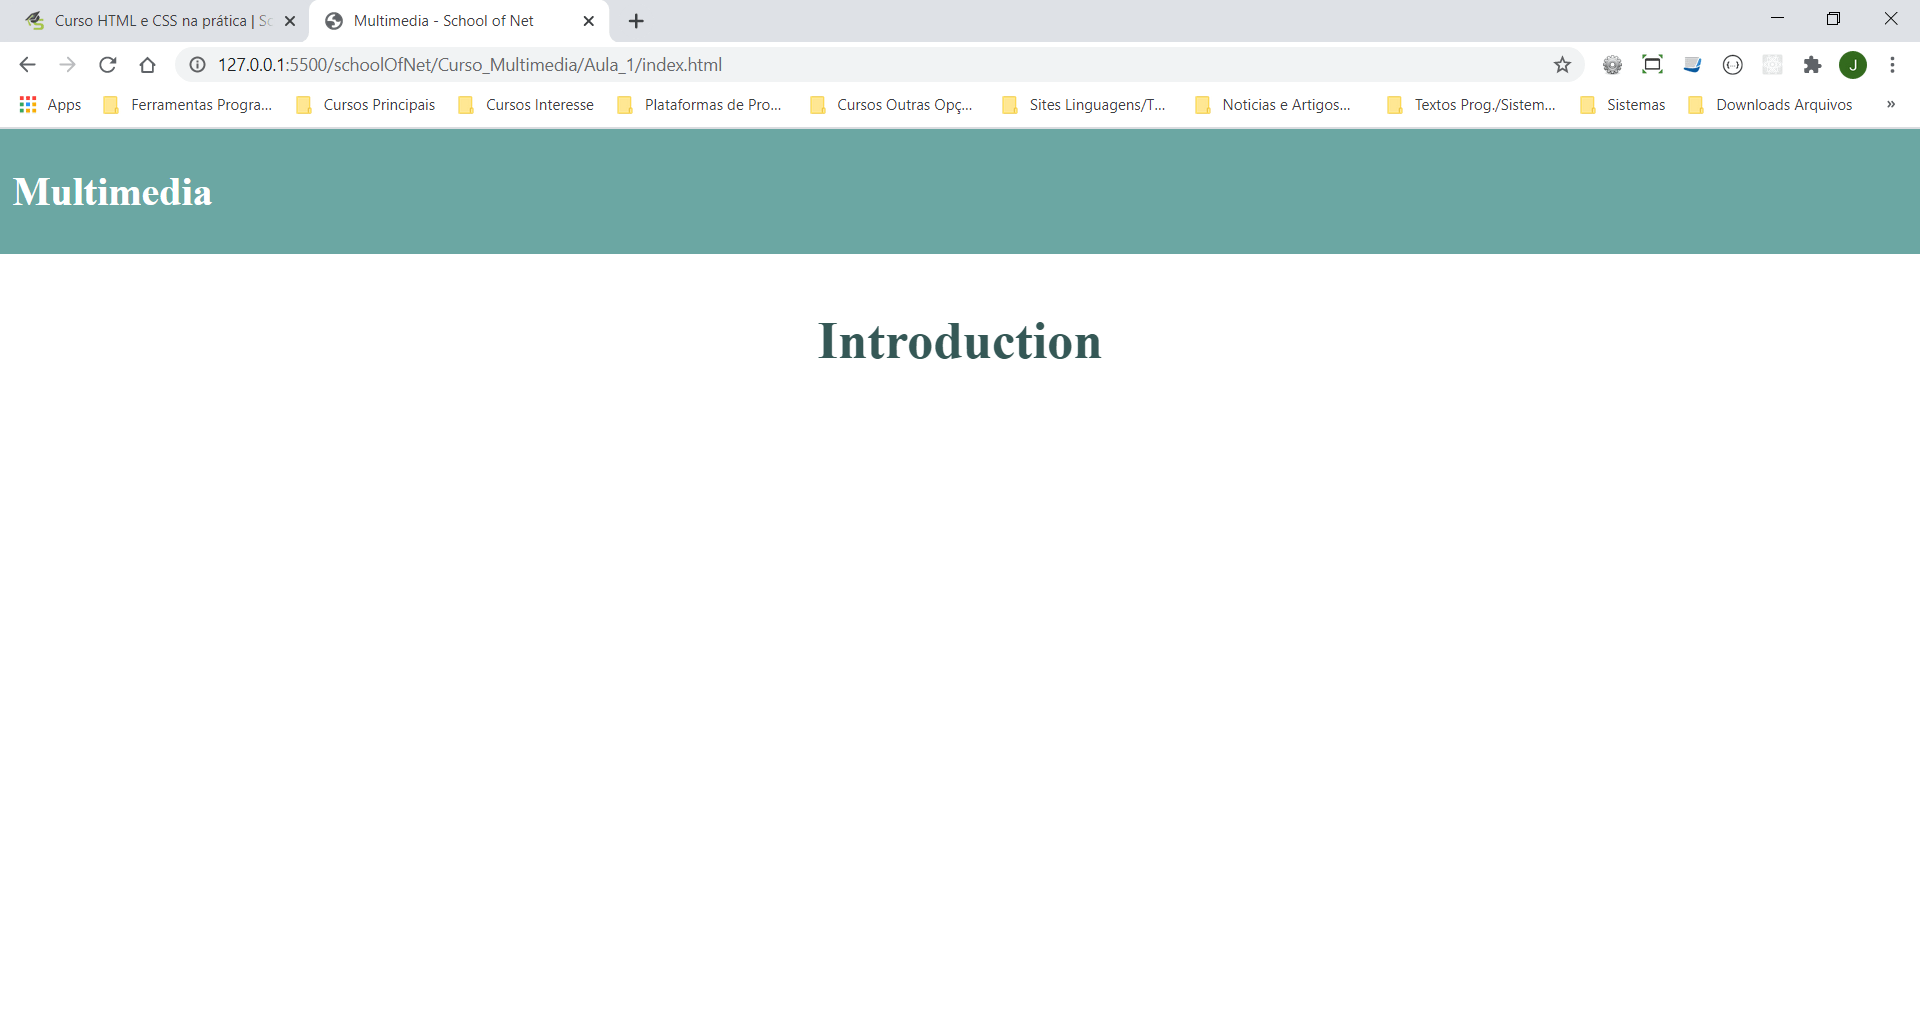 Curso HTML e CSS na prática | Sc
Multimedia - School of Net
127.0.0.1:5500/schoolOfNet/Curso_Multimedia/Aula_1/index.html
J
Apps
Ferramentas Progra...
Cursos Principais
Cursos Interesse
Plataformas de Pro...
Cursos Outras Opç...
Sites Linguagens/T...
Noticias e Artigos...
Textos Prog./Sistem...
Sistemas
Downloads Arquivos
»
Multimedia
Introduction